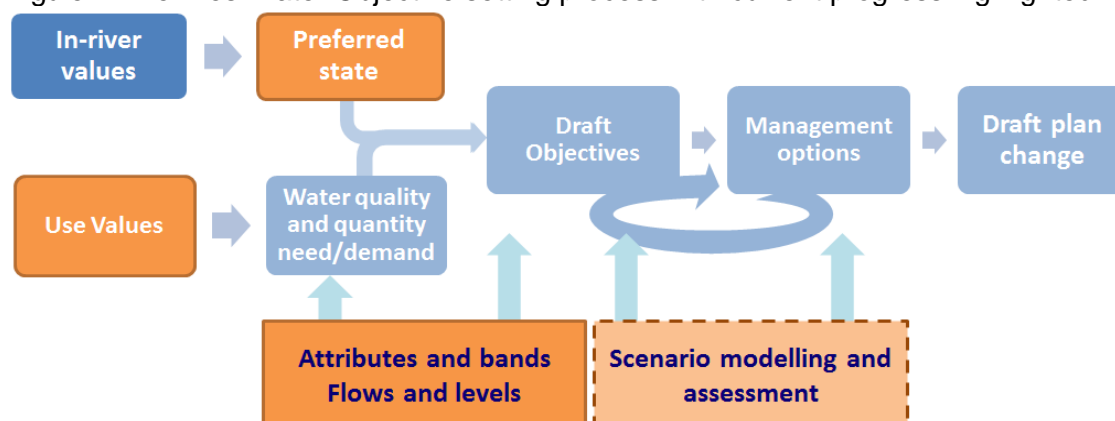 In-river
values
Preferred
state
Draft
Objectives
Management
options
Draft plan
change
Use Values
Water quality
and quantity
need/demand
Attributes and bands
Flows and levels
Scenario modelling and
assessment